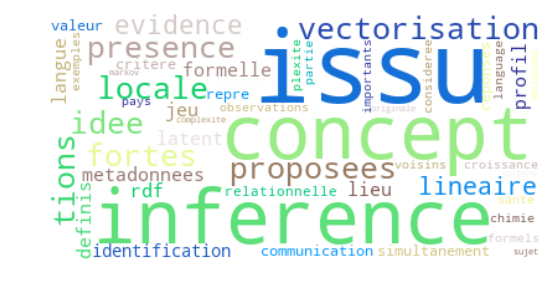 valeur
evidence
vectorisation
issu
presence
langue
exemples
critere
formelle
plexite
partie
importants
consideree
reponses
language
profil
markov
locale
repre
pays
jeu
observations
complexite
originale
idee
concept
latent
tions
fortes
metadonnees
proposees
voisins
croissance
rdf
relationnelle
lieu
lineaire
definis
inference
sante
chimie
formels
identification
communication
simultanement
sujet